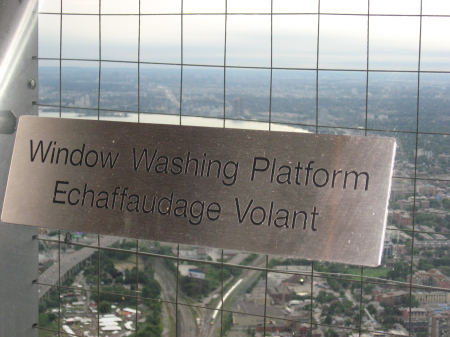 Window Washing Platform
Echaffaudage Volant